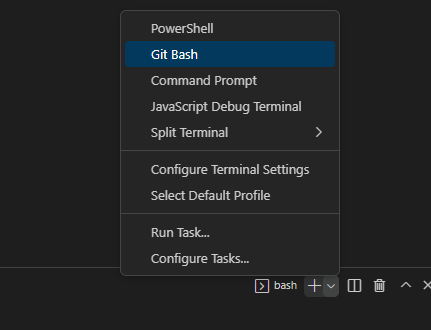 PowerShell
Git Bash
Command Prompt
JavaScript Debug Terminal
Split Terminal
Configure Terminal Settings
Select Default Profile
Run Task...
Configure Tasks...
bash